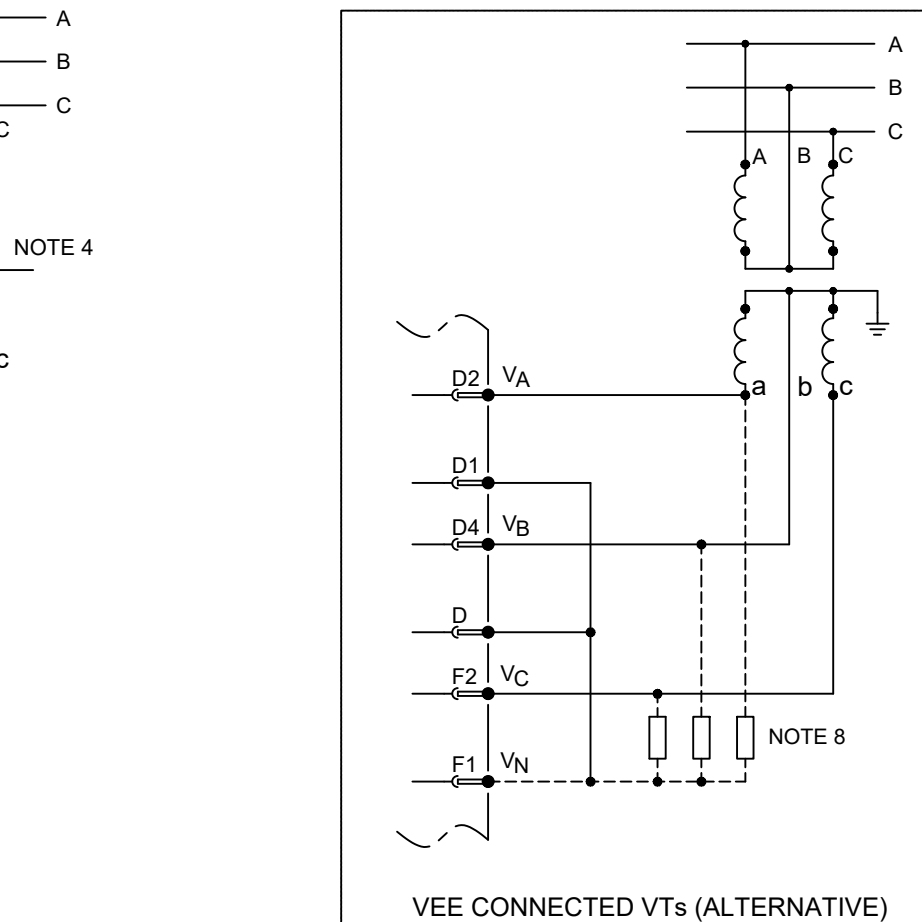 A
B
C
C
NOTE 4
c
A
B
C
A B C
a b c
D2 VA
D1
D4 VB
D
F2 VC
NOTE 8
F1 VN
VEE CONNECTED VTs (ALTERNATIVE)